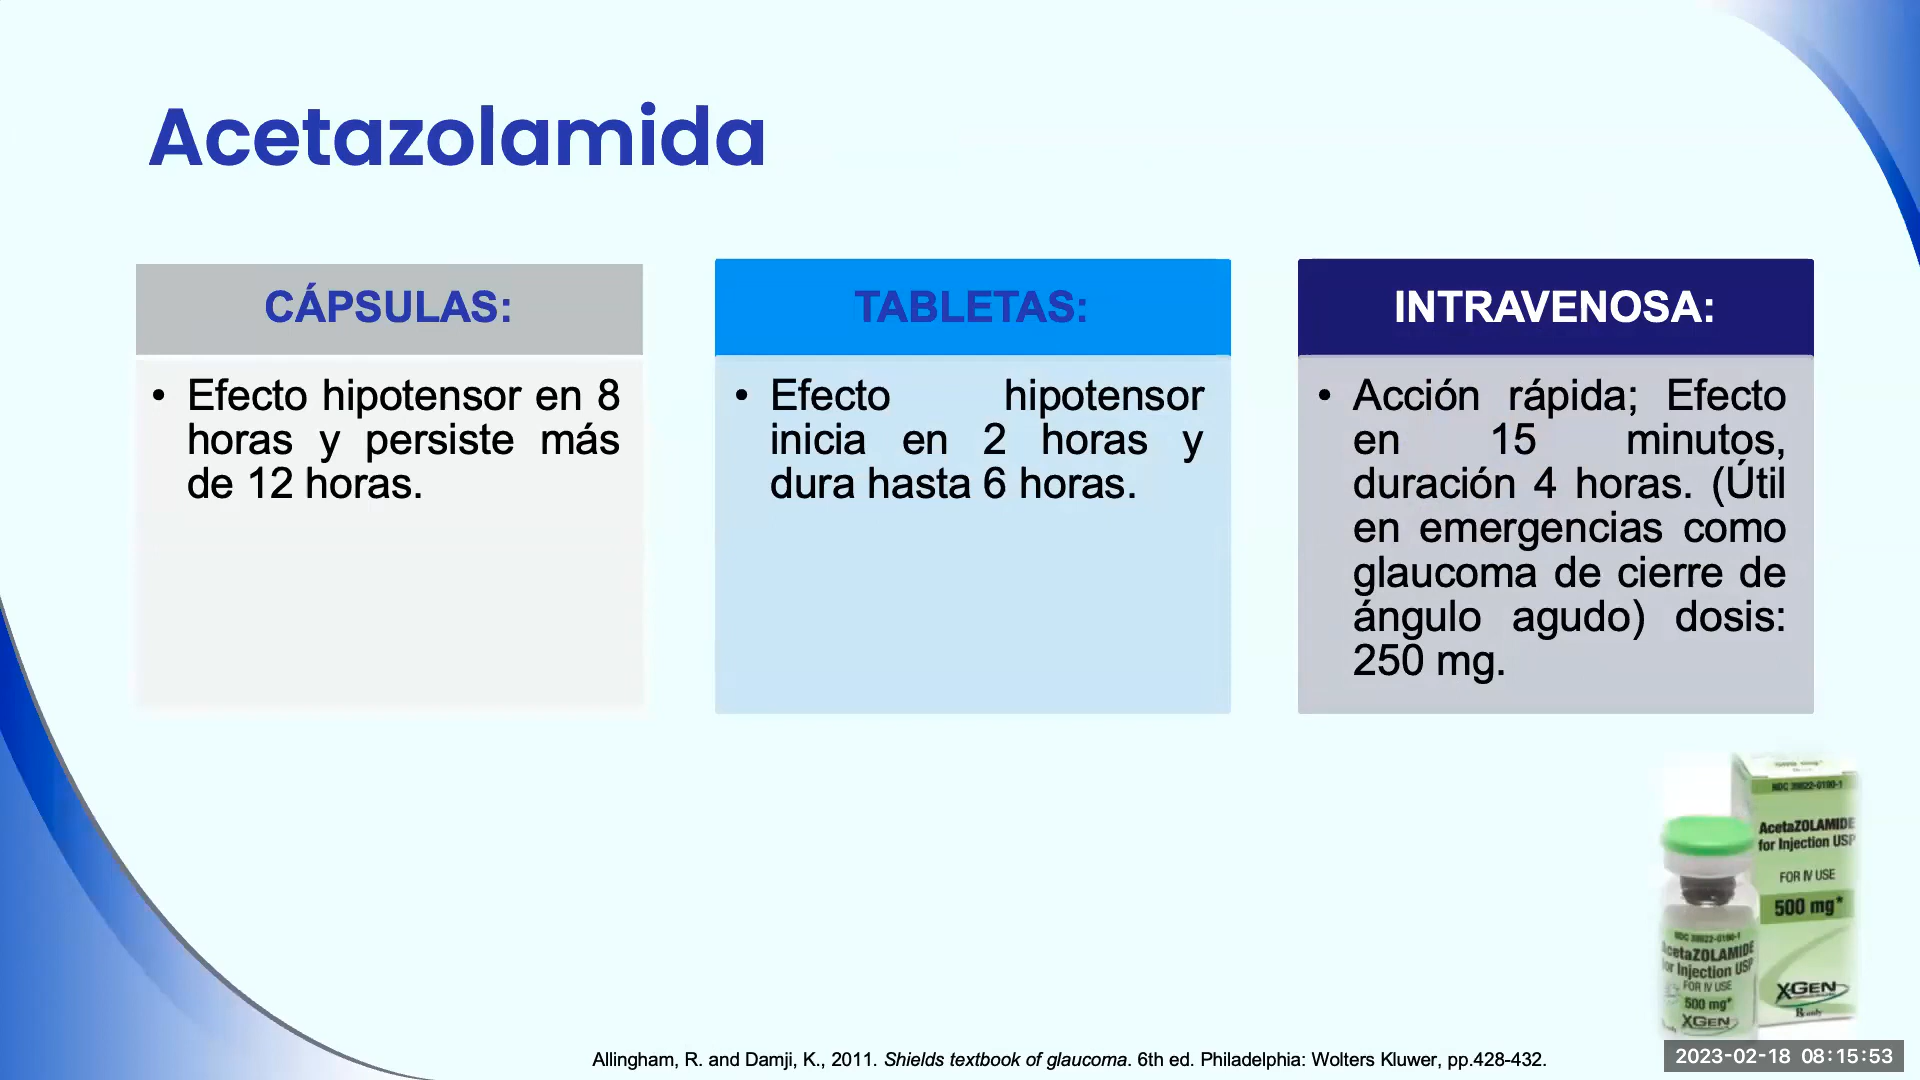 Acetazolamida
CÁPSULAS:
• Efecto hipotensor en 8
horas y persiste más
de 12 horas.
TABLETAS:
• Efecto hipotensor
inicia en 2 horas y
dura hasta 6 horas.
INTRAVENOSA:
• Acción rápida; Efecto
en 15 minutos,
duración 4 horas. (Útil
en emergencias como
glaucoma de cierre de
ángulo agudo) dosis:
250 mg.
AcetaZOLAMIDE
for Injection USP
FOR IV USE
500 mg*
XGEN
Rx only
cetaZOLAMIDE
or Injection USP
FOR IV USE
500 mg*
XGEN
Allingham, R. and Damji, K., 2011. Shields textbook of glaucoma. 6th ed. Philadelphia: Wolters Kluwer, pp.428-432.
2023-02-18 08:15:53